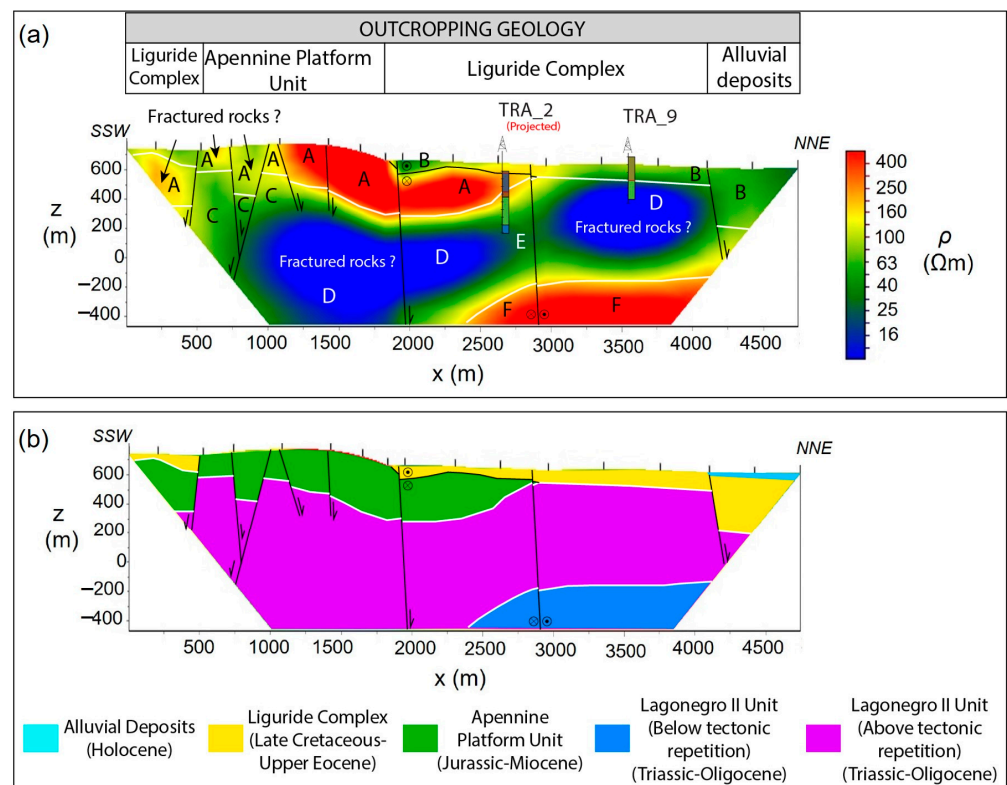 (a)
OUTCROPPING GEOLOGY
Liguride
Complex
Apennine Platform
Unit
Liguride Complex
Alluvial
deposits
Fractured rocks ?
SSW
TRA_2
(Projected)
TRA_9
NNE
z
(m)
600
400
200
0
−200
−400
A
A
A
A
A
A
B
A
B
B
C
C
C
D
D
D
D
E
F
F
Fractured rocks ?
Fractured rocks ?
500
1000
1500
2000
2500
3000
3500
4000
4500
x (m)
400
260
160
100
63
40
25
16
ρ
(Ωm)
(b)
SSW
NNE
z
(m)
600
400
200
0
−200
−400
500
1000
1500
2000
2500
3000
3500
4000
4500
x (m)
Alluvial Deposits
(Holocene)
Liguride Complex
(Late Cretaceous-
Upper Eocene)
Apennine
Platform Unit
(Jurassic-Miocene)
Lagonegro II Unit
(Below tectonic
repetition)
(Triassic-Oligocene)
Lagonegro II Unit
(Above tectonic
repetition)
(Triassic-Oligocene)